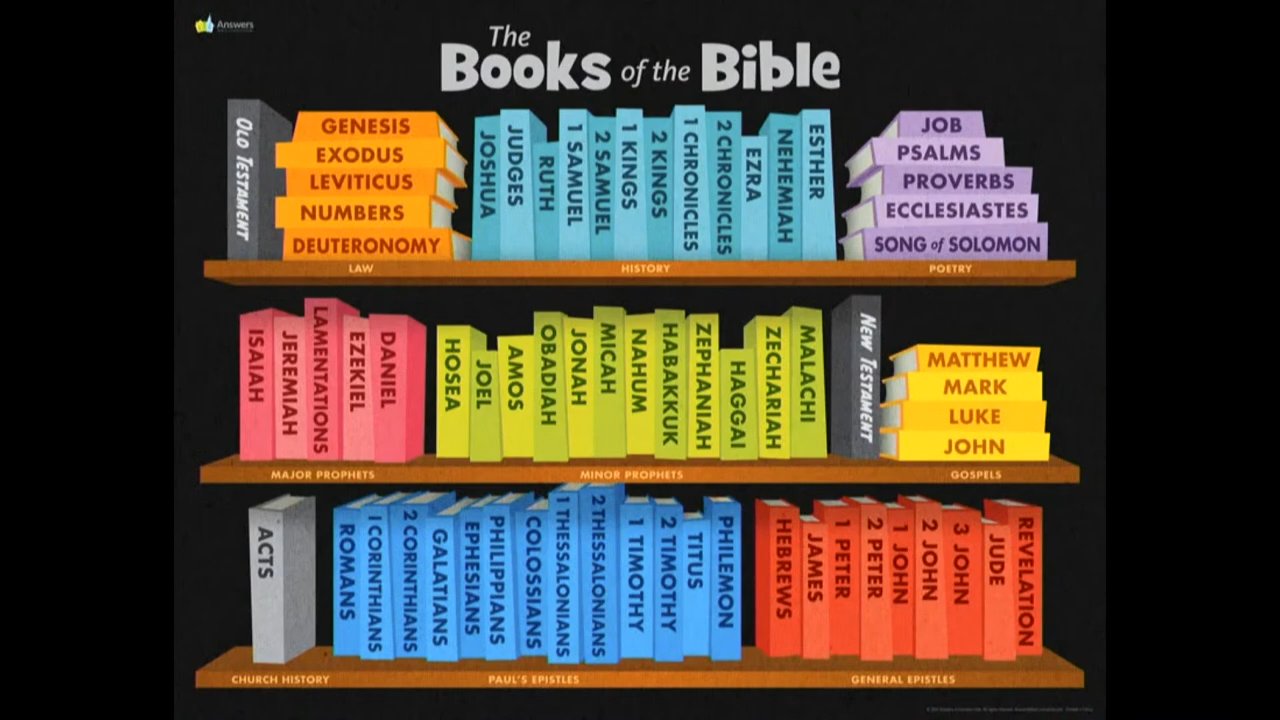 Answers
The
Books of the Bible
OLD TESTAMENT
GENESIS
EXODUS
LEVITICUS
NUMBERS
DEUTERONOMY
JOSHUA
JUDGES
RUTH
1 SAMUEL
2 SAMUEL
1 KINGS
2 KINGS
1 CHRONICLES
2 CHRONICLES
EZRA
NEHEMIAH
ESTHER
JOB
PSALMS
PROVERBS
ECCLESIASTES
SONG of SOLOMON
LAW
HISTORY
POETRY
ISAIAH
JEREMIAH
LAMENTATIONS
EZEKIEL
DANIEL
HOSEA
JOEL
AMOS
OBADIAH
JONAH
MICAH
NAHUM
HABAKKUK
ZEPHANIAH
HAGGAI
ZECHARIAH
MALACHI
NEW TESTAMENT
MATTHEW
MARK
LUKE
JOHN
MAJOR PROPHETS
MINOR PROPHETS
GOSPELS
ACTS
ROMANS
1 CORINTHIANS
2 CORINTHIANS
GALATIANS
EPHESIANS
PHILIPPIANS
COLOSSIANS
1 THESSALONIANS
2 THESSALONIANS
1 TIMOTHY
2 TIMOTHY
TITUS
PHILEMON
HEBREWS
JAMES
1 PETER
2 PETER
1 JOHN
2 JOHN
3 JOHN
JUDE
REVELATION
CHURCH HISTORY
PAUL'S EPISTLES
GENERAL EPISTLES